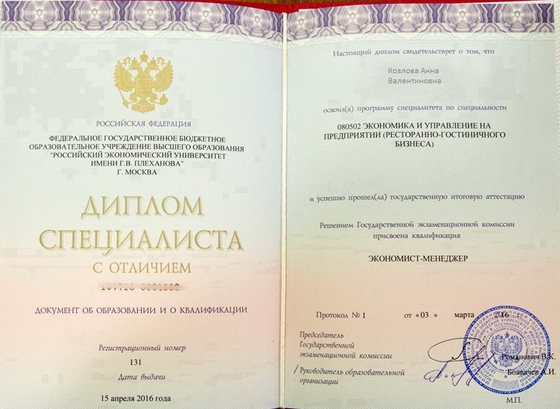 РОССИЙСКАЯ ФЕДЕРАЦИЯ
ФЕДЕРАЛЬНОЕ ГОСУДАРСТВЕННОЕ БЮДЖЕТНОЕ
ОБРАЗОВАТЕЛЬНОЕ УЧРЕЖДЕНИЕ ВЫСШЕГО ОБРАЗОВАНИЯ
"РОССИЙСКИЙ ЭКОНОМИЧЕСКИЙ УНИВЕРСИТЕТ
ИМЕНИ Г.В. ПЛЕХАНОВА"
Г. МОСКВА
ДИПЛОМ
СПЕЦИАЛИСТА
С ОТЛИЧИЕМ
ДОКУМЕНТ ОБ ОБРАЗОВАНИИ И О КВАЛИФИКАЦИИ
Регистрационный номер
131
Дата выдачи
15 апреля 2016 года
Настоящий диплом свидетельствует о том, что
Козлова Анна
Валентиновна
освоил(а) программу специалитета по специальности
080502 ЭКОНОМИКА И УПРАВЛЕНИЕ НА
ПРЕДПРИЯТИИ (РЕСТОРАННО-ГОСТИНИЧНОГО
БИЗНЕСА)
и успешно прошел(ла) государственную итоговую аттестацию
Решением Государственной экзаменационной комиссии
присвоена квалификация
ЭКОНОМИСТ-МЕНЕДЖЕР
Протокол № 1 от «03» марта 2016 г.
Председатель
Государственной
экзаменационной комиссии
Романович В.К.
Руководитель образовательной
организации
А.И.
М.П.